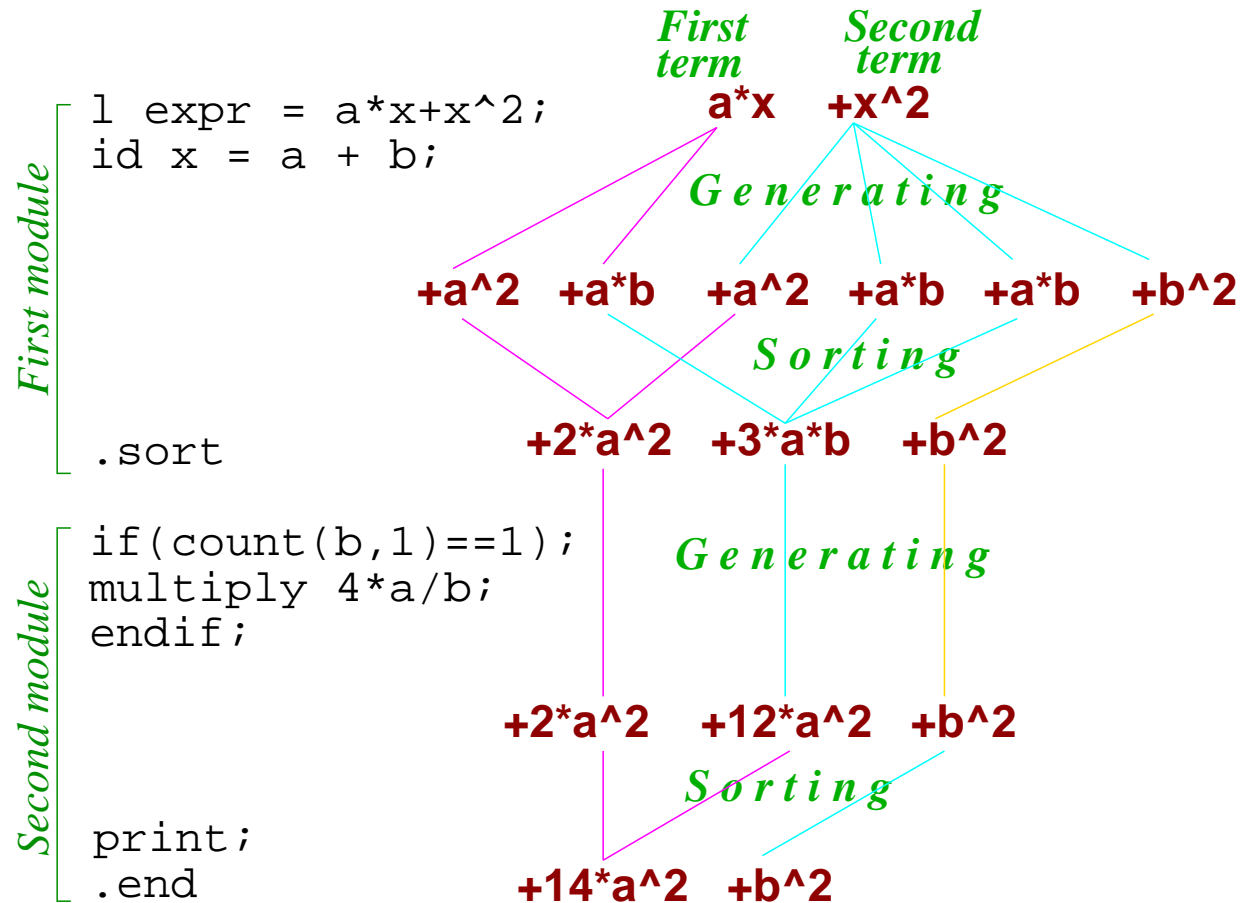 First Second
term term
a*x +x^2
l expr = a*x+x^2;
id x = a + b;
First module
Generating
+a^2 +a*b +a^2 +a*b +a*b +b^2
Sorting
.sort
+2*a^2 +3*a*b +b^2
if(count(b,1)==1);
multiply 4*a/b;
endif;
Second module
Generating
+2*a^2 +12*a^2 +b^2
Sorting
print;
.end
+14*a^2 +b^2